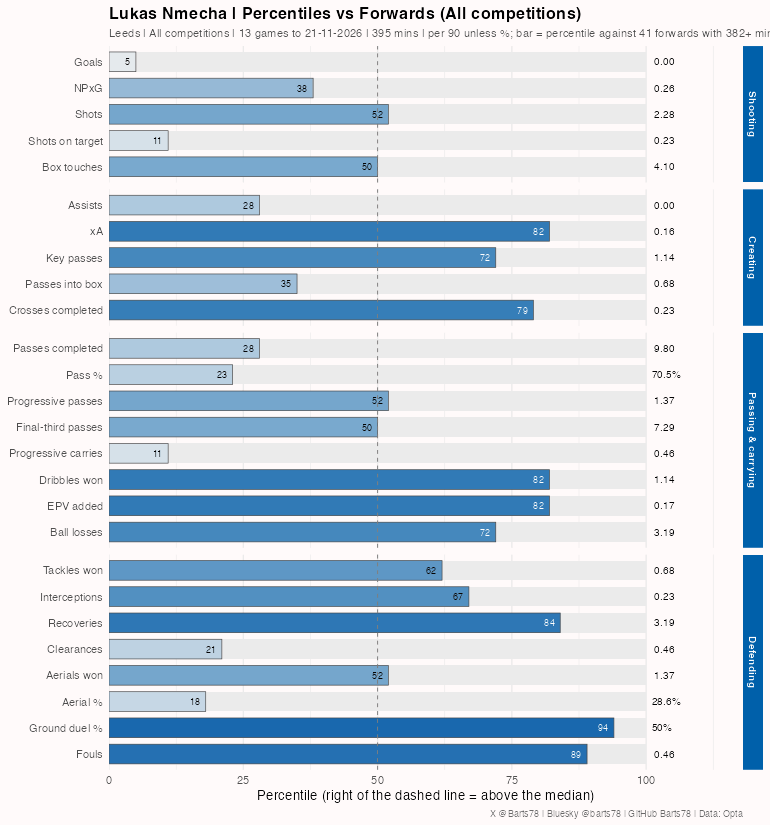 Lukas Nmecha | Percentiles vs Forwards (All competitions)
Leeds | All competitions | 13 games to 21-11-2026 | 395 mins | per 90 unless %; bar = percentile against 41 forwards with 382+ min
Goals 5 0.00
NPxG 38 0.26
Shots 52 2.28
Shots on target 11 0.23
Box touches 50 4.10
Shooting
Assists 28 0.00
xA 82 0.16
Key passes 72 1.14
Passes into box 35 0.68
Crosses completed 79 0.23
Creating
Passes completed 28 9.80
Pass % 23 70.5%
Progressive passes 52 1.37
Final-third passes 50 7.29
Progressive carries 11 0.46
Dribbles won 82 1.14
EPV added 82 0.17
Ball losses 72 3.19
Passing & carrying
Tackles won 62 0.68
Interceptions 67 0.23
Recoveries 84 3.19
Clearances 21 0.46
Aerials won 52 1.37
Aerial % 18 28.6%
Ground duel % 94 50%
Fouls 89 0.46
Defending
0 25 50 75 100
Percentile (right of the dashed line = above the median)
X @Barts78 | Bluesky @barts78 | GitHub Barts78 | Data: Opta